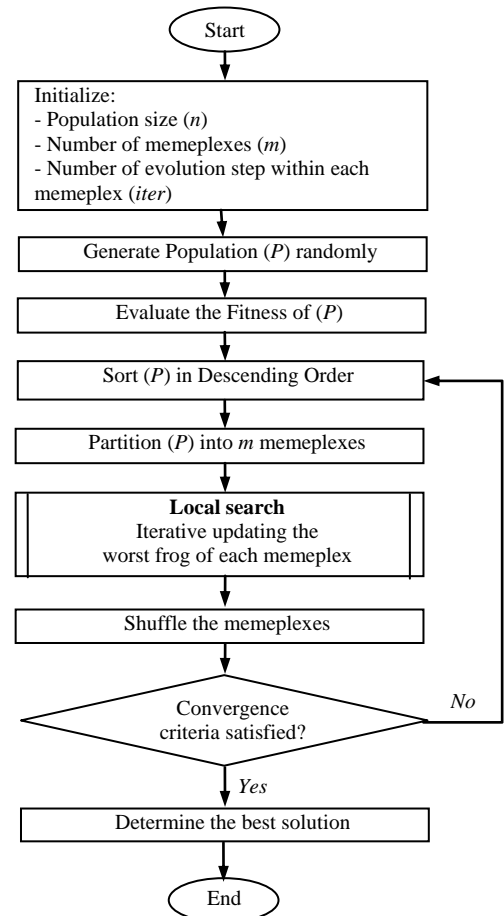 Start
Initialize:
- Population size (n)
- Number of memeplexes (m)
- Number of evolution step within each
memeplex (iter)
Generate Population (P) randomly
Evaluate the Fitness of (P)
Sort (P) in Descending Order
Partition (P) into m memeplexes
Local search
Iterative updating the
worst frog of each memeplex
Shuffle the memeplexes
Convergence
criteria satisfied?
No
Yes
Determine the best solution
End